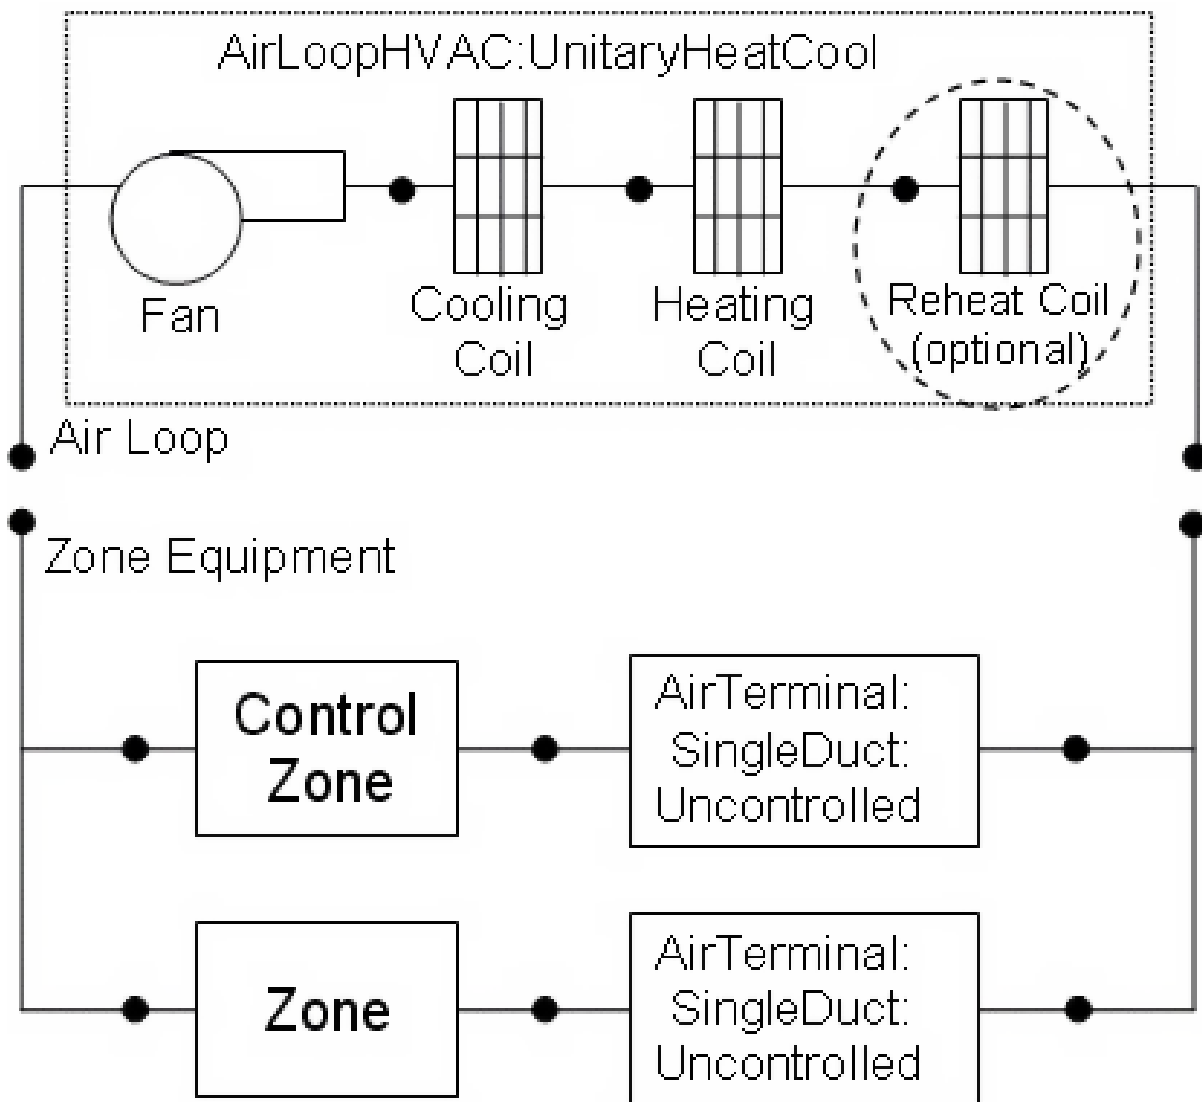 AirLoopHVAC:UnitaryHeatCool
Fan
Cooling
Coil
Heating
Coil
Reheat Coil
(optional)
Air Loop
Zone Equipment
Control
Zone
AirTerminal:
SingleDuct:
Uncontrolled
Zone
AirTerminal:
SingleDuct:
Uncontrolled